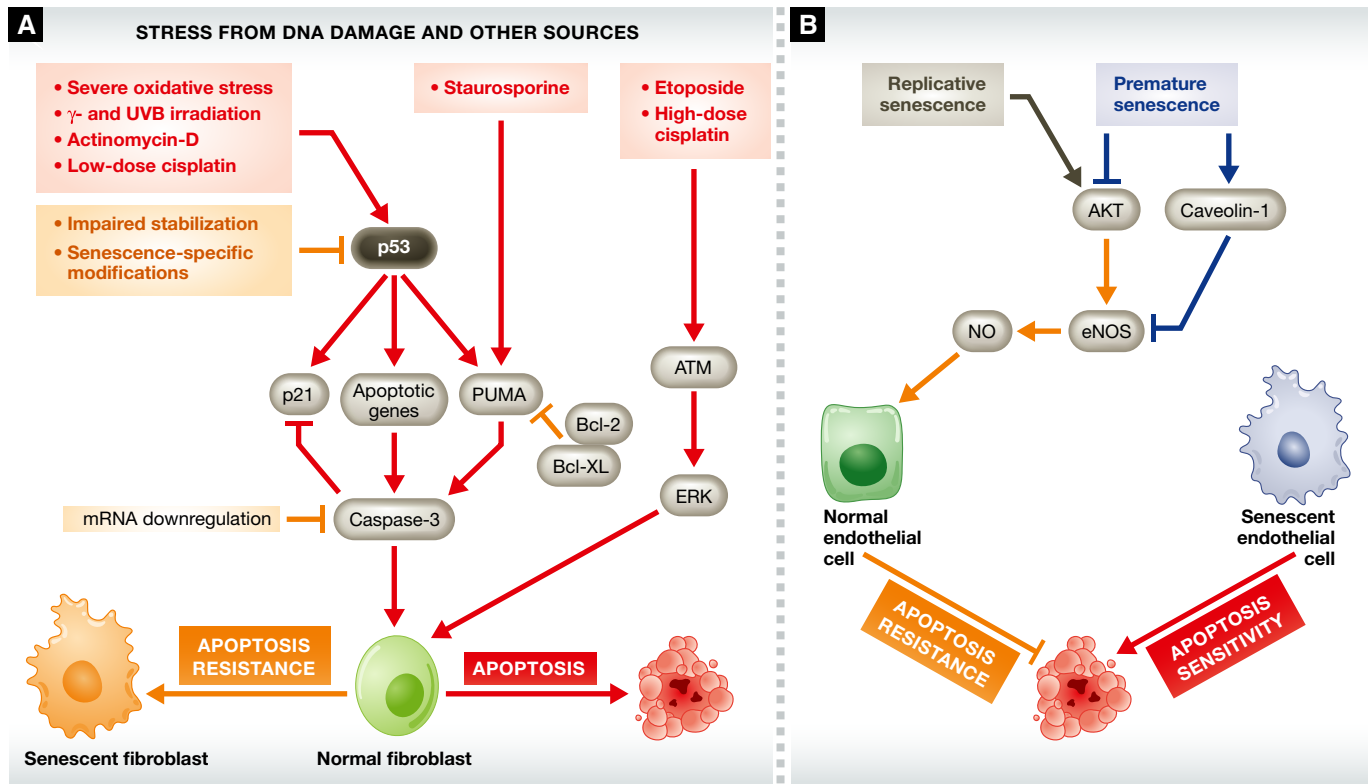 A
STRESS FROM DNA DAMAGE AND OTHER SOURCES
• Severe oxidative stress
• γ- and UVB irradiation
• Actinomycin-D
• Low-dose cisplatin
• Staurosporine
• Etoposide
• High-dose
cisplatin
• Impaired stabilization
• Senescence-specific
modifications
p53
p21
Apoptotic
genes
PUMA
Bcl-2
Bcl-XL
ATM
ERK
mRNA downregulation
Caspase-3
APOPTOSIS
RESISTANCE
APOPTOSIS
Senescent fibroblast
Normal fibroblast
B
Replicative
senescence
Premature
senescence
AKT
Caveolin-1
NO
eNOS
Normal
endothelial
cell
Senescent
endothelial
cell
APOPTOSIS
RESISTANCE
APOPTOSIS
SENSITIVITY